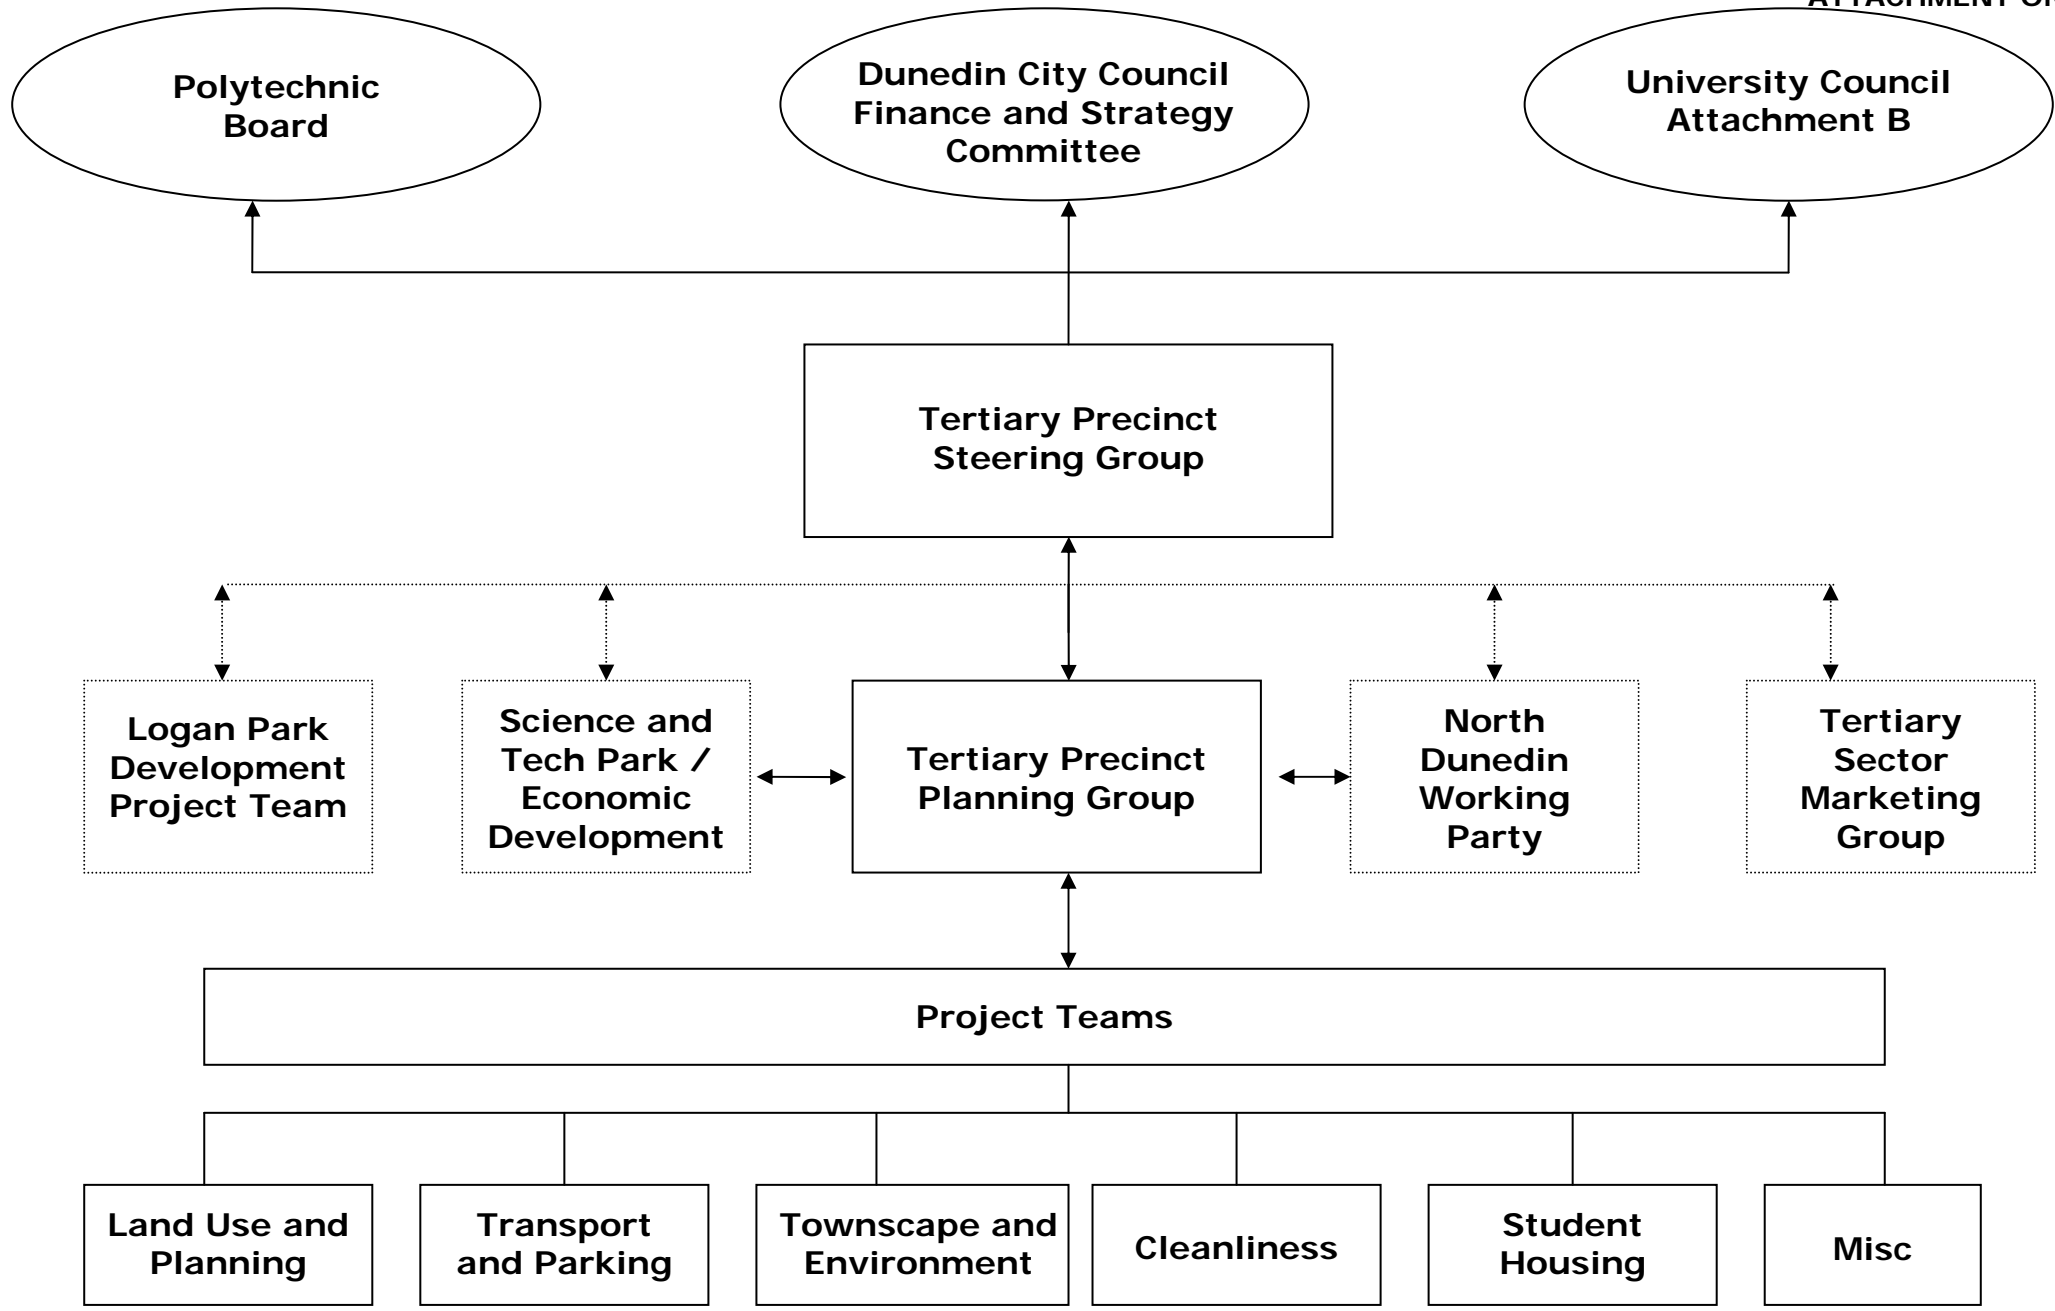 ATTACHMENT
Polytechnic
Board
Dunedin City Council
Finance and Strategy
Committee
University Council
Attachment B
Tertiary Precinct
Steering Group
Logan Park
Development
Project Team
Science and
Tech Park /
Economic
Development
Tertiary Precinct
Planning Group
North
Dunedin
Working
Party
Tertiary
Sector
Marketing
Group
Project Teams
Land Use and
Planning
Transport
and Parking
Townscape and
Environment
Cleanliness
Student
Housing
Misc